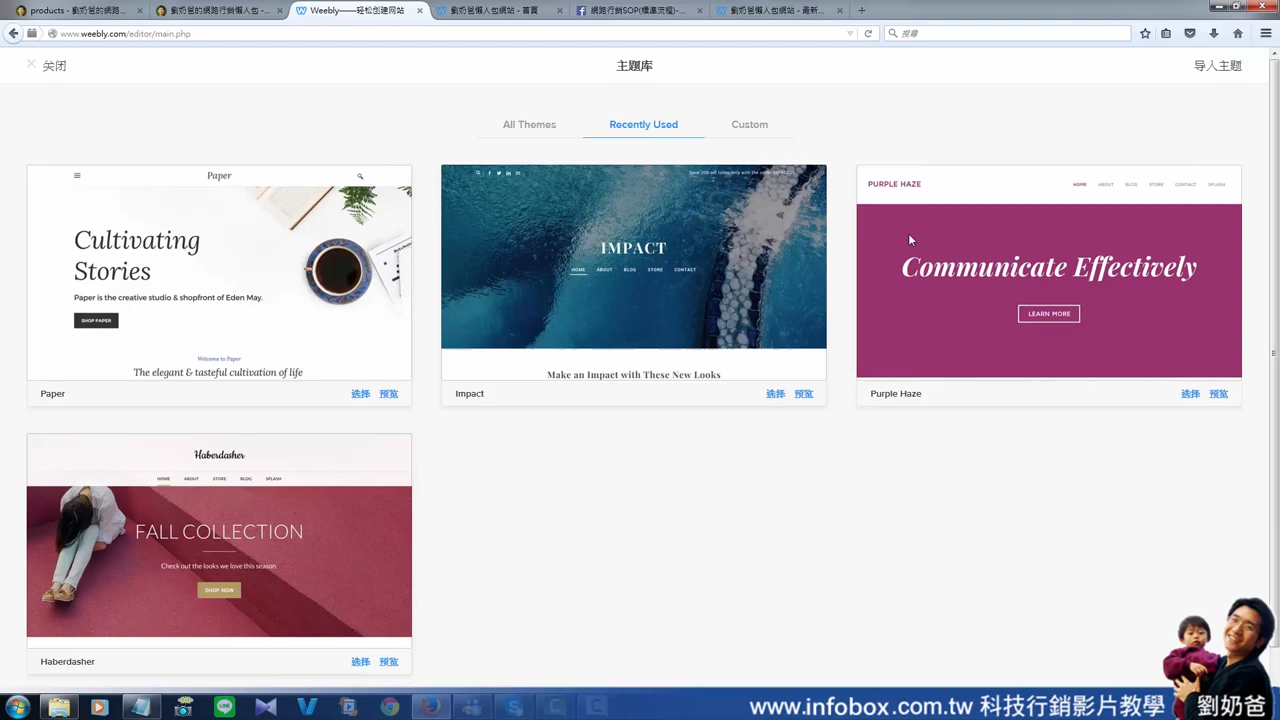 products - 劉奶爸的網路...
劉奶爸的網路行銷懶人包 - ...
Weebly——轻松创建网站
劉奶爸懶人包網站 - 首頁
網路行銷SOP(標準流程)-...
劉奶爸懶人包網站 - 最新...
www.weebly.com/editor/main.php
搜尋
关闭
主题库
导入主题
All Themes
Recently Used
Custom
Paper
Cultivating
Stories
Paper is the creative studio & shopfront of Eden May.
SHOP PAPER
Welcome to Paper
The elegant & tasteful cultivation of life
Paper 选择 预览
IMPACT
HOME ABOUT BLOG STORE CONTACT
Make an Impact with These New Looks
Impact 选择 预览
PURPLE HAZE
HOME ABOUT BLOG STORE CONTACT SPLASH
Communicate Effectively
LEARN MORE
Purple Haze 选择 预览
Haberdasher
HOME ABOUT STORE BLOG SPLASH
FALL COLLECTION
Check out the looks we love this season.
SHOP NOW
Haberdasher 选择 预览
LINE
www.infobox.com.tw 科技行銷影片教學 劉奶爸